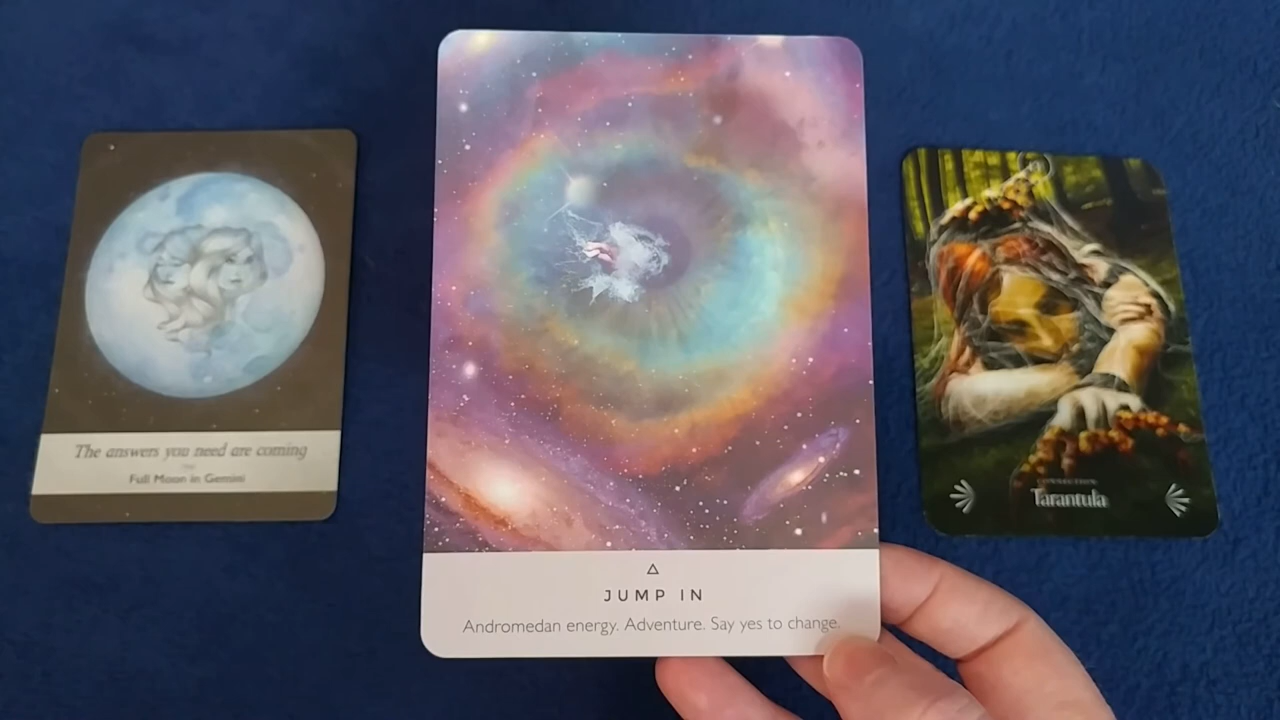 The answers you need are coming
Full Moon in Gemini
JUMP IN
Andromedan energy. Adventure. Say yes to change.
CONNECTION
Tarantula